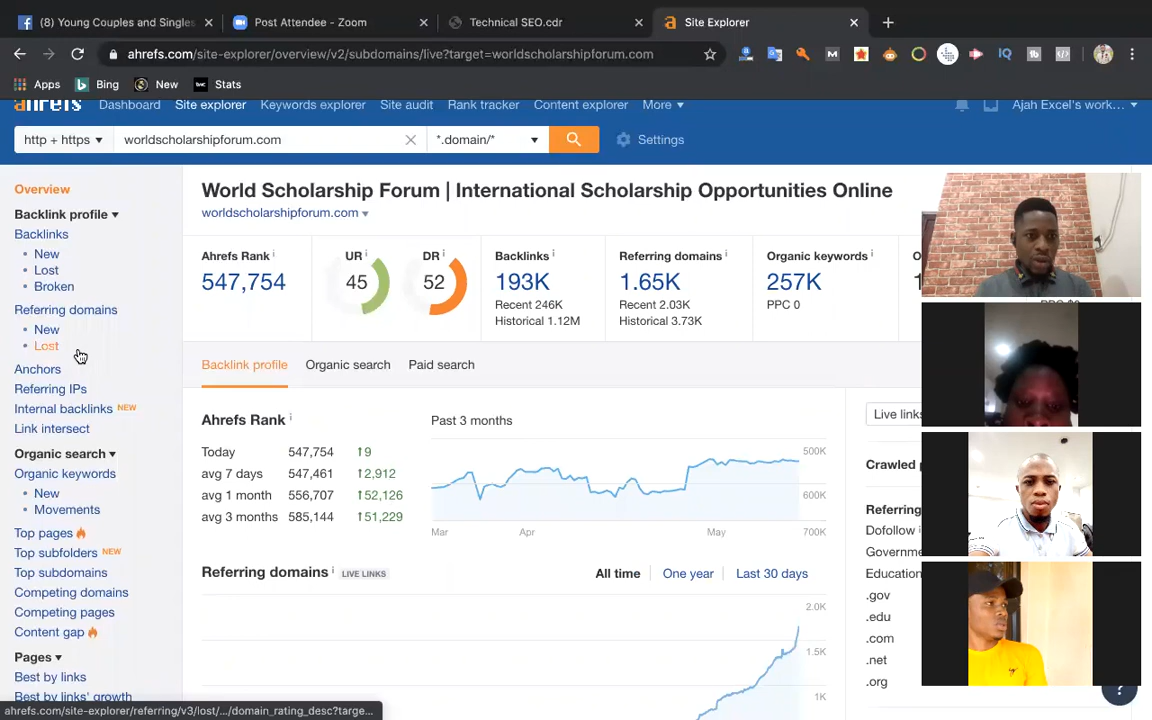 (8) Young Couples and Singles
Post Attendee - Zoom
Technical SEO.cdr
Site Explorer
ahrefs.com/site-explorer/overview/v2/subdomains/live?target=worldscholarshipforum.com
Apps
Bing
New
Stats
ahrefs
Dashboard
Site explorer
Keywords explorer
Site audit
Rank tracker
Content explorer
More
Ajah Excel's work...
http + https
worldscholarshipforum.com
*.domain/*
Settings
Overview
Backlink profile
Backlinks
New
Lost
Broken
Referring domains
New
Lost
Anchors
Referring IPs
Internal backlinks NEW
Link intersect
Organic search
Organic keywords
New
Movements
Top pages
Top subfolders NEW
Top subdomains
Competing domains
Competing pages
Content gap
Pages
Best by links
Best by links' growth
ahrefs.com/site-explorer/referring/v3/lost/.../domain_rating_desc?targe...
World Scholarship Forum | International Scholarship Opportunities Online
worldscholarshipforum.com
Ahrefs Rank
547,754
UR
45
DR
52
Backlinks
193K
Recent 246K
Historical 1.12M
Referring domains
1.65K
Recent 2.03K
Historical 3.73K
Organic keywords
257K
PPC 0
Backlink profile
Organic search
Paid search
Ahrefs Rank
Past 3 months
Today 547,754 ↑9
avg 7 days 547,461 ↑2,912
avg 1 month 556,707 ↑52,126
avg 3 months 585,144 ↑51,229
500K
600K
700K
Mar
Apr
May
Referring domains LIVE LINKS
All time
One year
Last 30 days
2.0K
1.5K
1K
Live links
Crawled
Referring
Dofollow
.gov
.edu
.com
.net
.org
?